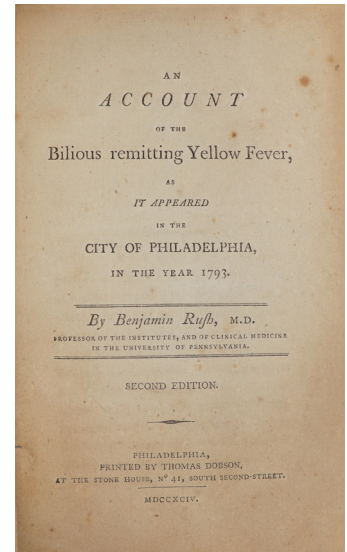 AN
ACCOUNT
OF THE
Bilious remitting Yellow Fever,
AS
IT APPEARED
IN THE
CITY OF PHILADELPHIA,
IN THE YEAR 1793.
By Benjamin Ruſh, M.D.
PROFESSOR OF THE INSTITUTES, AND OF CLINICAL MEDICINE
IN THE UNIVERSITY OF PENNSYLVANIA.
SECOND EDITION.
PHILADELPHIA,
PRINTED BY THOMAS DOBSON,
AT THE STONE HOUSE, Nº 41, SOUTH SECOND-STREET.
MDCCXCIV.